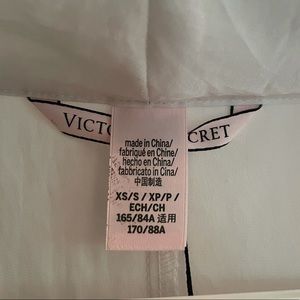 VICTO CRET
made in China/
fabriqué en Chine/
hecho en China/
fabbricato in Cina/
中国制造
XS/S / XP/P /
ECH/CH
165/84A 适用
170/88A